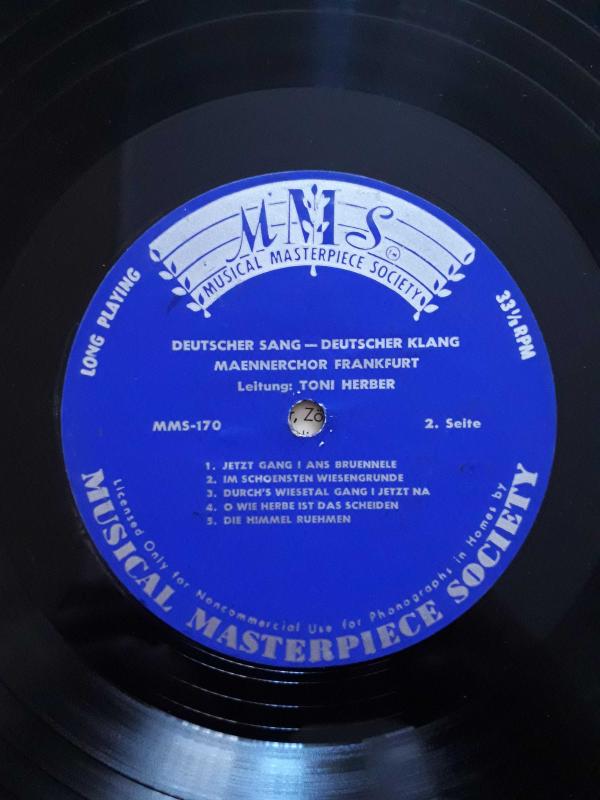 MMS
TM
MUSICAL MASTERPIECE SOCIETY
LONG PLAYING
33⅓ RPM
DEUTSCHER SANG — DEUTSCHER KLANG
MAENNERCHOR FRANKFURT
Leitung: TONI HERBER
MMS-170
2. Seite
1. JETZT GANG I ANS BRUENNELE
2. IM SCHOENSTEN WIESENGRUNDE
3. DURCH'S WIESETAL GANG I JETZT NA
4. O WIE HERBE IST DAS SCHEIDEN
5. DIE HIMMEL RUEHMEN
Licensed Only for Noncommercial Use for Phonographs in Homes by
MUSICAL MASTERPIECE SOCIETY